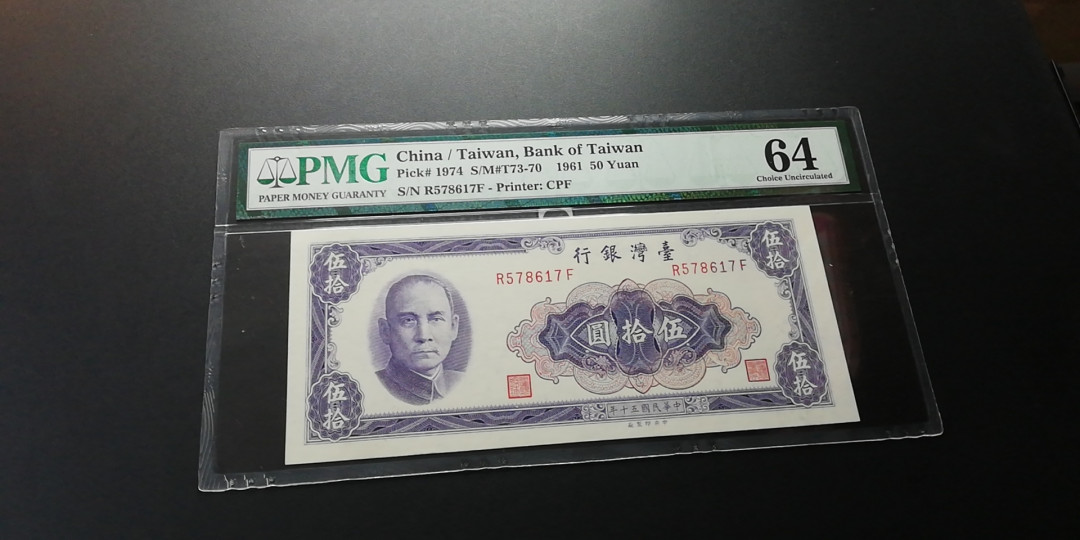 PMG
PAPER MONEY GUARANTY
China / Taiwan, Bank of Taiwan
Pick# 1974 S/M#T73-70 1961 50 Yuan
S/N R578617F - Printer: CPF
64
Choice Uncirculated
行銀灣臺
伍拾
伍拾
R578617F
R578617F
圓拾伍
伍拾
伍拾
年十五國民華中